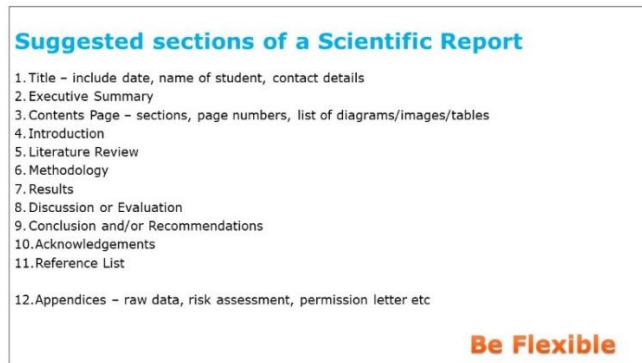 Suggested sections of a Scientific Report
1. Title – include date, name of student, contact details
2. Executive Summary
3. Contents Page – sections, page numbers, list of diagrams/images/tables
4. Introduction
5. Literature Review
6. Methodology
7. Results
8. Discussion or Evaluation
9. Conclusion and/or Recommendations
10.Acknowledgements
11.Reference List
12.Appendices – raw data, risk assessment, permission letter etc
Be Flexible